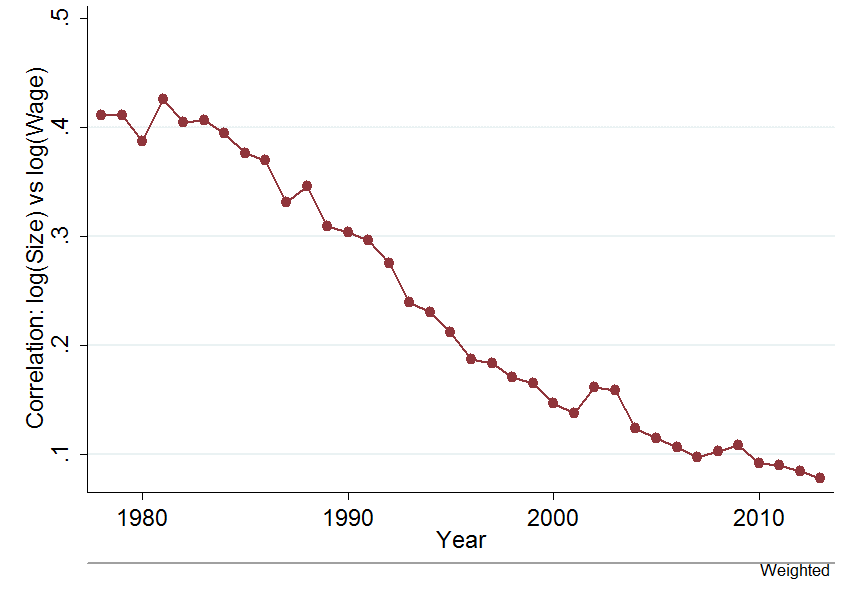 .5
.4
.3
.2
.1
Correlation: log(Size) vs log(Wage)
1980 1990 2000 2010
Year
Weighted